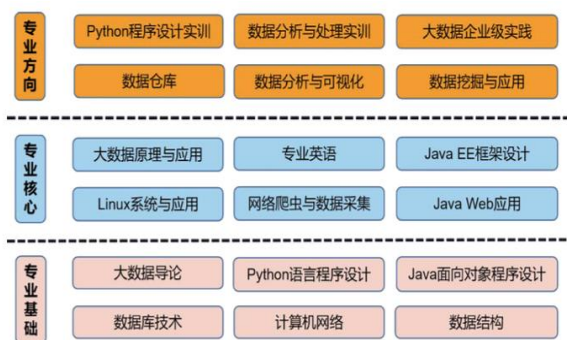 专业方向
Python程序设计实训
数据分析与处理实训
大数据企业级实践
数据仓库
数据分析与可视化
数据挖掘与应用
专业核心
大数据原理与应用
专业英语
Java EE框架设计
Linux系统与应用
网络爬虫与数据采集
Java Web应用
专业基础
大数据导论
Python语言程序设计
Java面向对象程序设计
数据库技术
计算机网络
数据结构